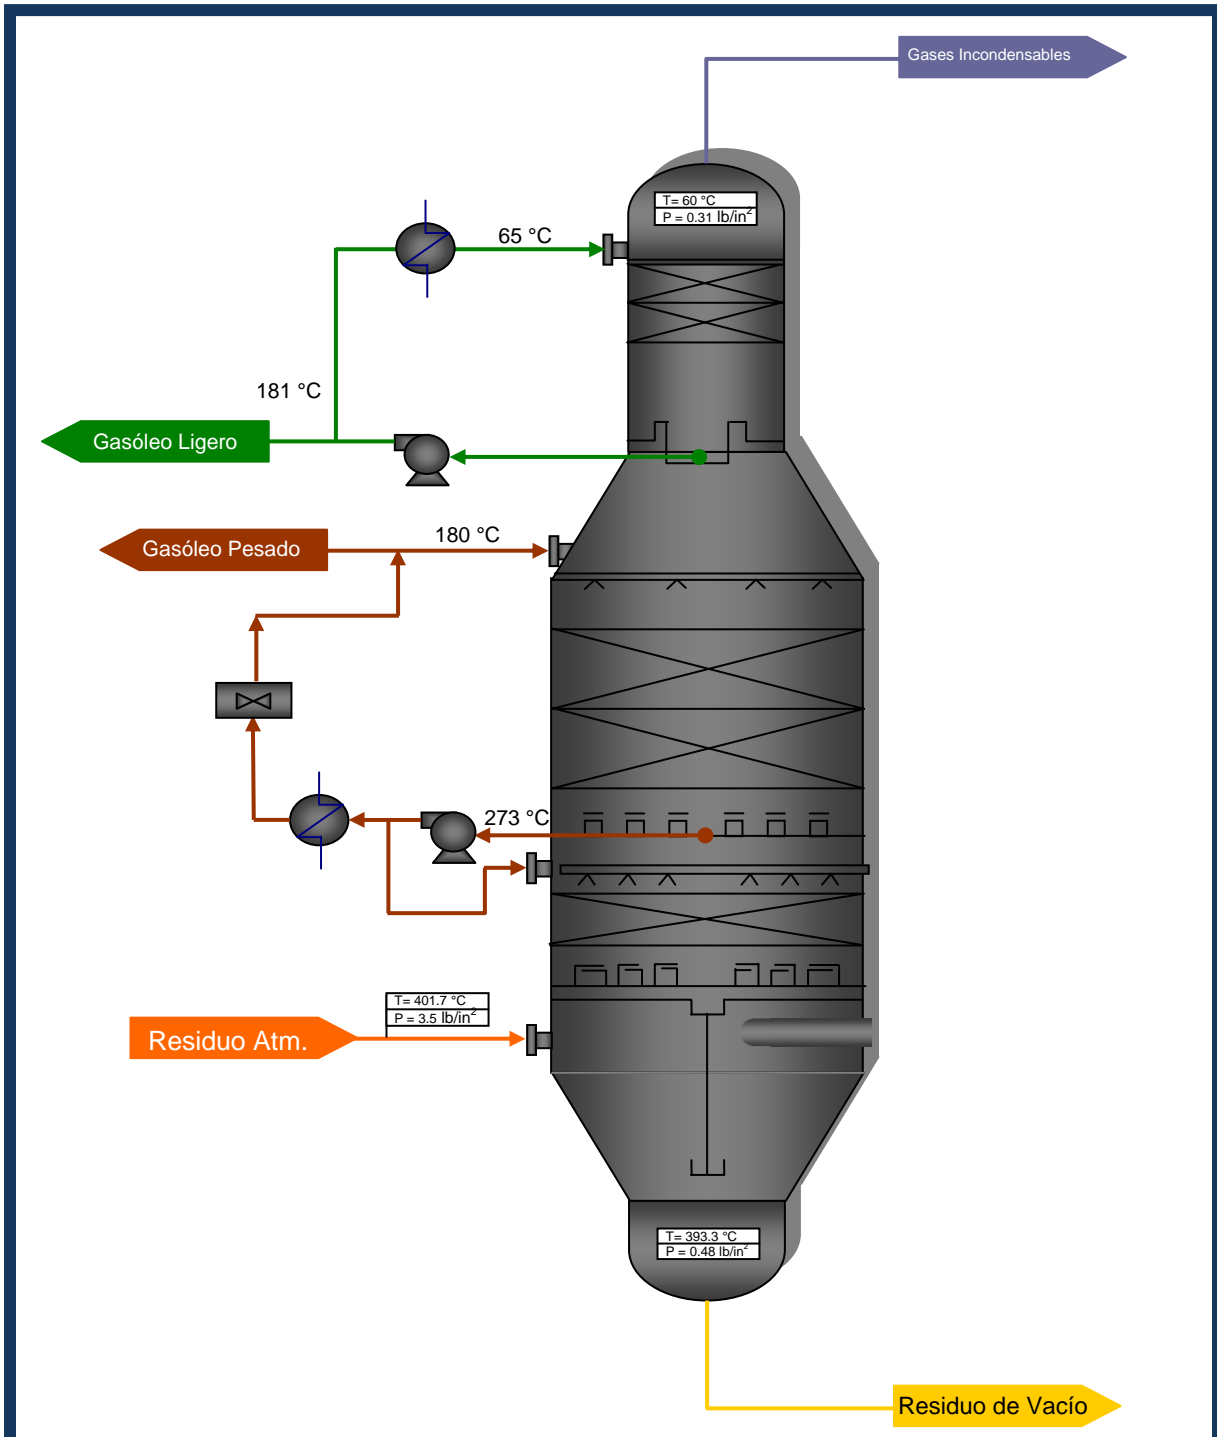 Gases Incondensables
T= 60 °C
P = 0.31 lb/in²
65 °C
181 °C
Gasóleo Ligero
180 °C
Gasóleo Pesado
273 °C
T= 401.7 °C
P = 3.5 lb/in²
Residuo Atm.
T= 393.3 °C
P = 0.48 lb/in²
Residuo de Vacío